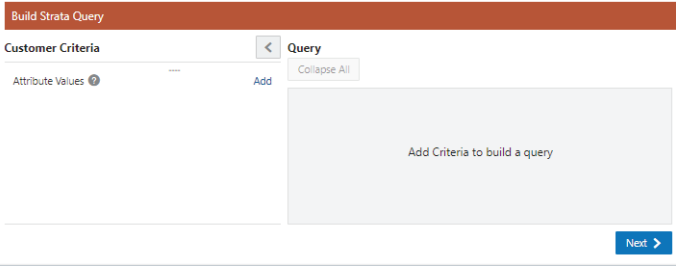 Build Strata Query
Customer Criteria
Query
Collapse All
Attribute Values
Add
Add Criteria to build a query
Next